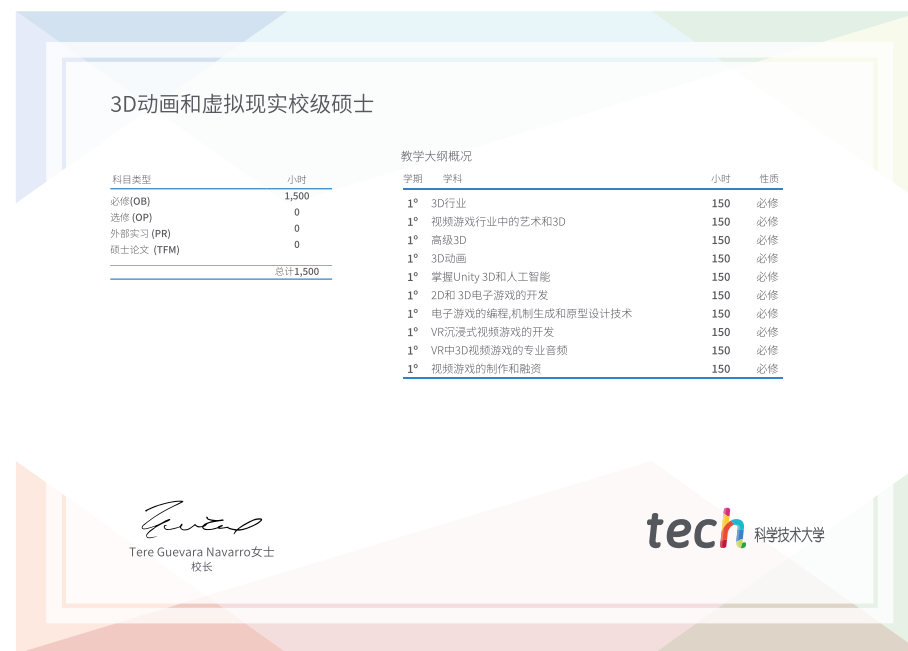 3D动画和虚拟现实校级硕士
科目类型 小时
必修(OB) 1,500
选修 (OP) 0
外部实习 (PR) 0
硕士论文 (TFM) 0
总计1,500
教学大纲概况
学期 学科 小时 性质
1º 3D行业 150 必修
1º 视频游戏行业中的艺术和3D 150 必修
1º 高级3D 150 必修
1º 3D动画 150 必修
1º 掌握Unity 3D和人工智能 150 必修
1º 2D和 3D电子游戏的开发 150 必修
1º 电子游戏的编程,机制生成和原型设计技术 150 必修
1º VR沉浸式视频游戏的开发 150 必修
1º VR中3D视频游戏的专业音频 150 必修
1º 视频游戏的制作和融资 150 必修
Tere Guevara Navarro女士
校长
tech 科学技术大学